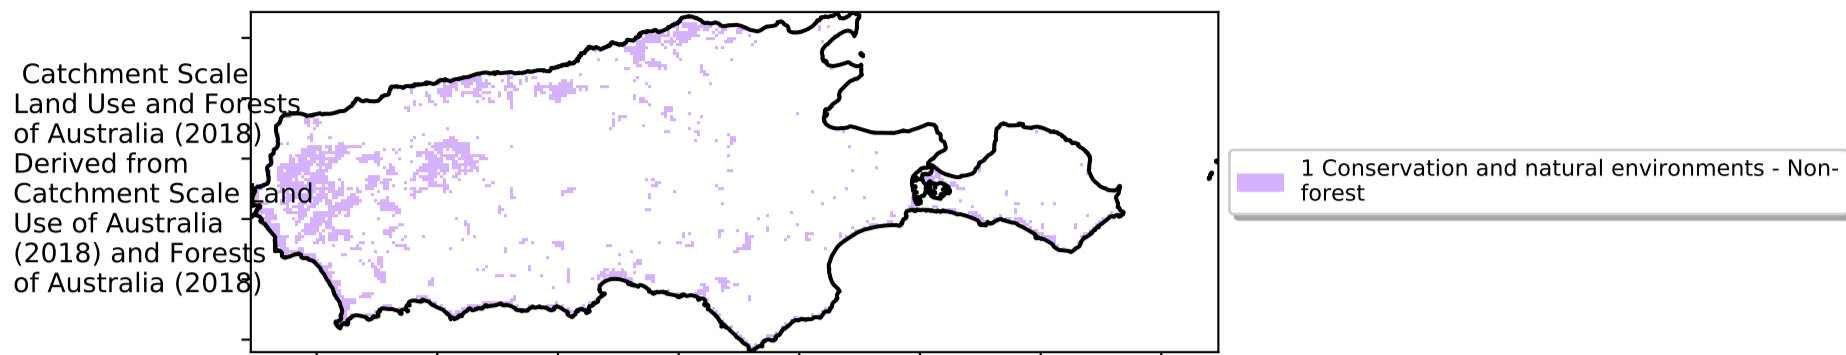 Catchment Scale
Land Use and Forests
of Australia (2018)
Derived from
Catchment Scale Land
Use of Australia
(2018) and Forests
of Australia (2018)
1 Conservation and natural environments - Non-
forest